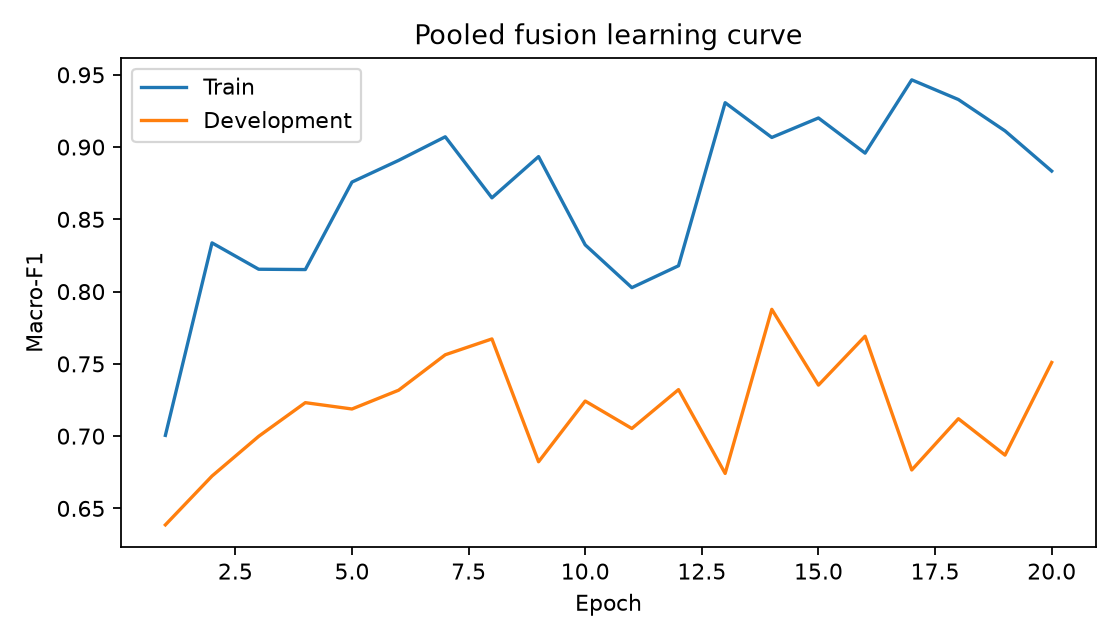 Pooled fusion learning curve
Train
Development
Macro-F1
0.95
0.90
0.85
0.80
0.75
0.70
0.65
2.5 5.0 7.5 10.0 12.5 15.0 17.5 20.0
Epoch